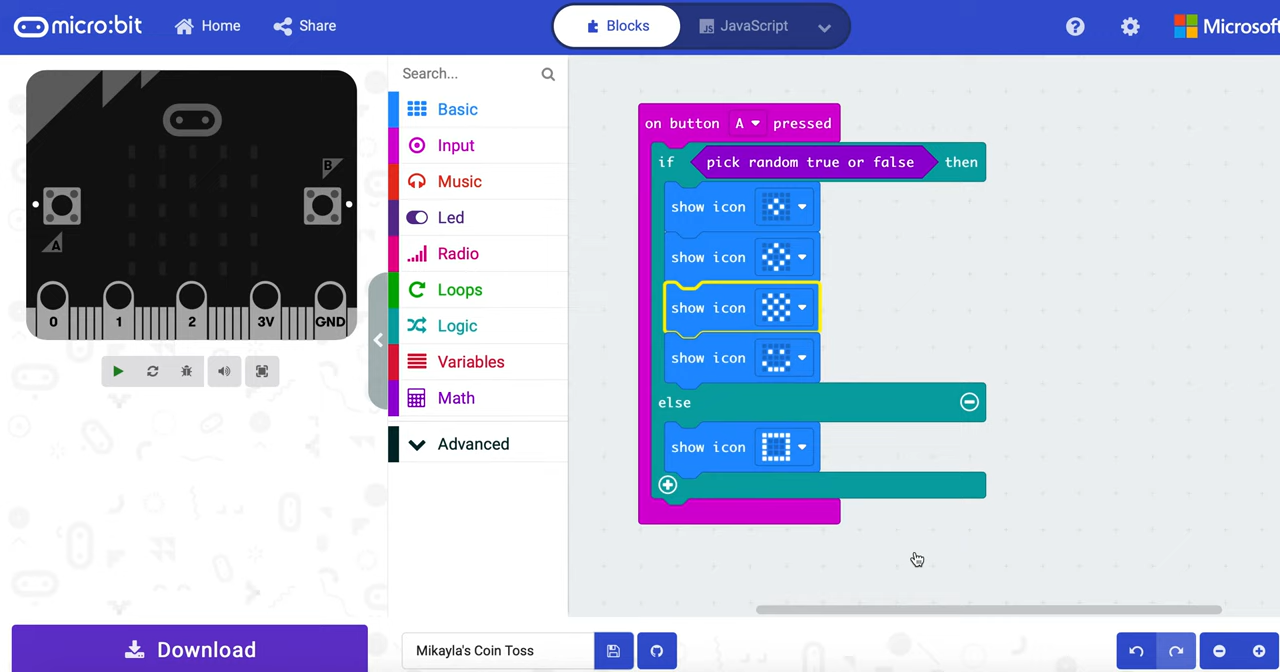 micro:bit Home Share Blocks JavaScript Microsoft
Search...
Basic
Input
Music
Led
Radio
Loops
Logic
Variables
Math
Advanced
B
A
0 1 2 3V GND
on button A pressed
if pick random true or false then
show icon
show icon
show icon
show icon
else
show icon
Download
Mikayla's Coin Toss